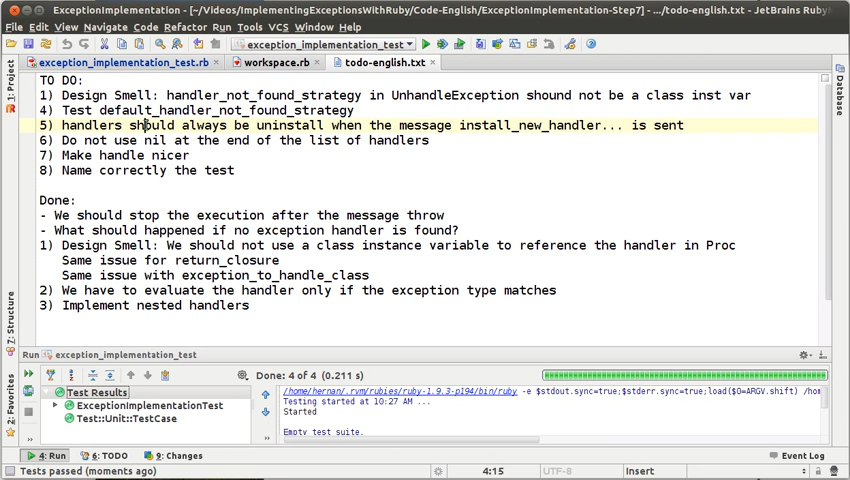 ExceptionImplementation - [~/Videos/ImplementingExceptionsWithRuby/Code-English/ExceptionImplementation-Step7] - .../todo-english.txt - JetBrains RubyM
File Edit View Navigate Code Refactor Run Tools VCS Window Help
exception_implementation_test
exception_implementation_test.rb workspace.rb todo-english.txt
1: Project
TO DO:
1) Design Smell: handler_not_found_strategy in UnhandleException shound not be a class inst var
4) Test default_handler_not_found_strategy
5) handlers should always be uninstall when the message install_new_handler... is sent
6) Do not use nil at the end of the list of handlers
7) Make handle nicer
8) Name correctly the test
Done:
- We should stop the execution after the message throw
- What should happened if no exception handler is found?
1) Design Smell: We should not use a class instance variable to reference the handler in Proc
Same issue for return_closure
Same issue with exception_to_handle_class
2) We have to evaluate the handler only if the exception type matches
3) Implement nested handlers
Database
7: Structure
2: Favorites
Run exception_implementation_test
Done: 4 of 4 (0.211 s)
Test Results
ExceptionImplementationTest
Test::Unit::TestCase
/home/hernan/.rvm/rubies/ruby-1.9.3-p194/bin/ruby -e $stdout.sync=true;$stderr.sync=true;load($0=ARGV.shift) /hom
Testing started at 10:27 AM ...
Started
Empty test suite.
4: Run 6: TODO 9: Changes Event Log
Tests passed (moments ago) 4:15 UTF-8 Insert